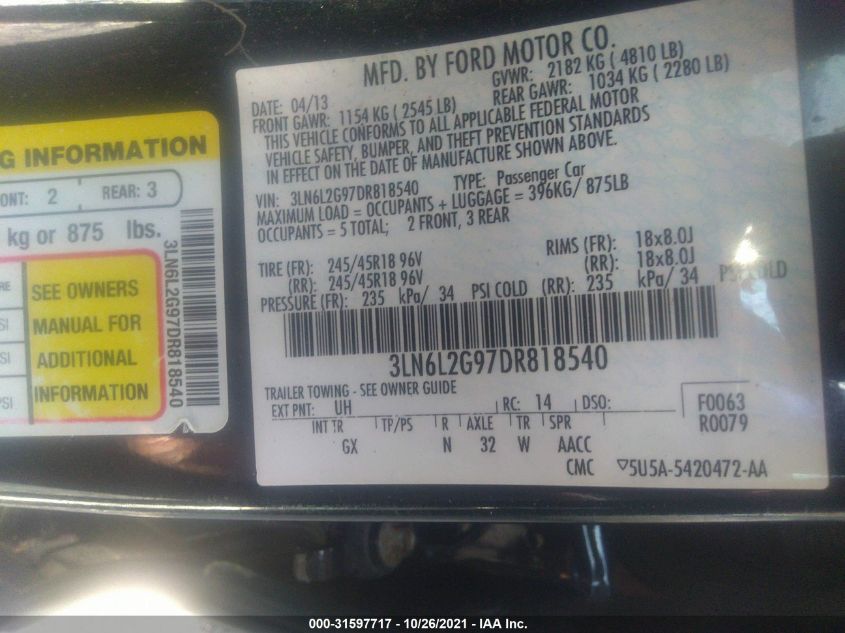 MFD. BY FORD MOTOR CO.
DATE: 04/13
GVWR: 2182 KG ( 4810 LB)
FRONT GAWR: 1154 KG ( 2545 LB)
REAR GAWR: 1034 KG ( 2280 LB)
THIS VEHICLE CONFORMS TO ALL APPLICABLE FEDERAL MOTOR
VEHICLE SAFETY, BUMPER, AND THEFT PREVENTION STANDARDS
IN EFFECT ON THE DATE OF MANUFACTURE SHOWN ABOVE.
VIN: 3LN6L2G97DR818540 TYPE: Passenger Car
MAXIMUM LOAD = OCCUPANTS + LUGGAGE = 396KG/ 875LB
OCCUPANTS = 5 TOTAL; 2 FRONT, 3 REAR
TIRE (FR): 245/45R18 96V RIMS (FR): 18x8.0J
(RR): 245/45R18 96V (RR): 18x8.0J
PRESSURE (FR): 235 kPa/ 34 PSI COLD (RR): 235 kPa/ 34 PSI COLD
3LN6L2G97DR818540
TRAILER TOWING - SEE OWNER GUIDE
EXT PNT: UH RC: 14 DSO:
F0063
R0079
INT TR TP/PS R AXLE TR SPR
GX N 32 W AACC
CMC ▽5U5A-5420472-AA
G INFORMATION
ONT: 2 REAR: 3
kg or 875 lbs.
SEE OWNERS
MANUAL FOR
ADDITIONAL
INFORMATION
RE
SI
SI
PSI
3LN6L2G97DR818540
000-31597717 - 10/26/2021 - IAA Inc.